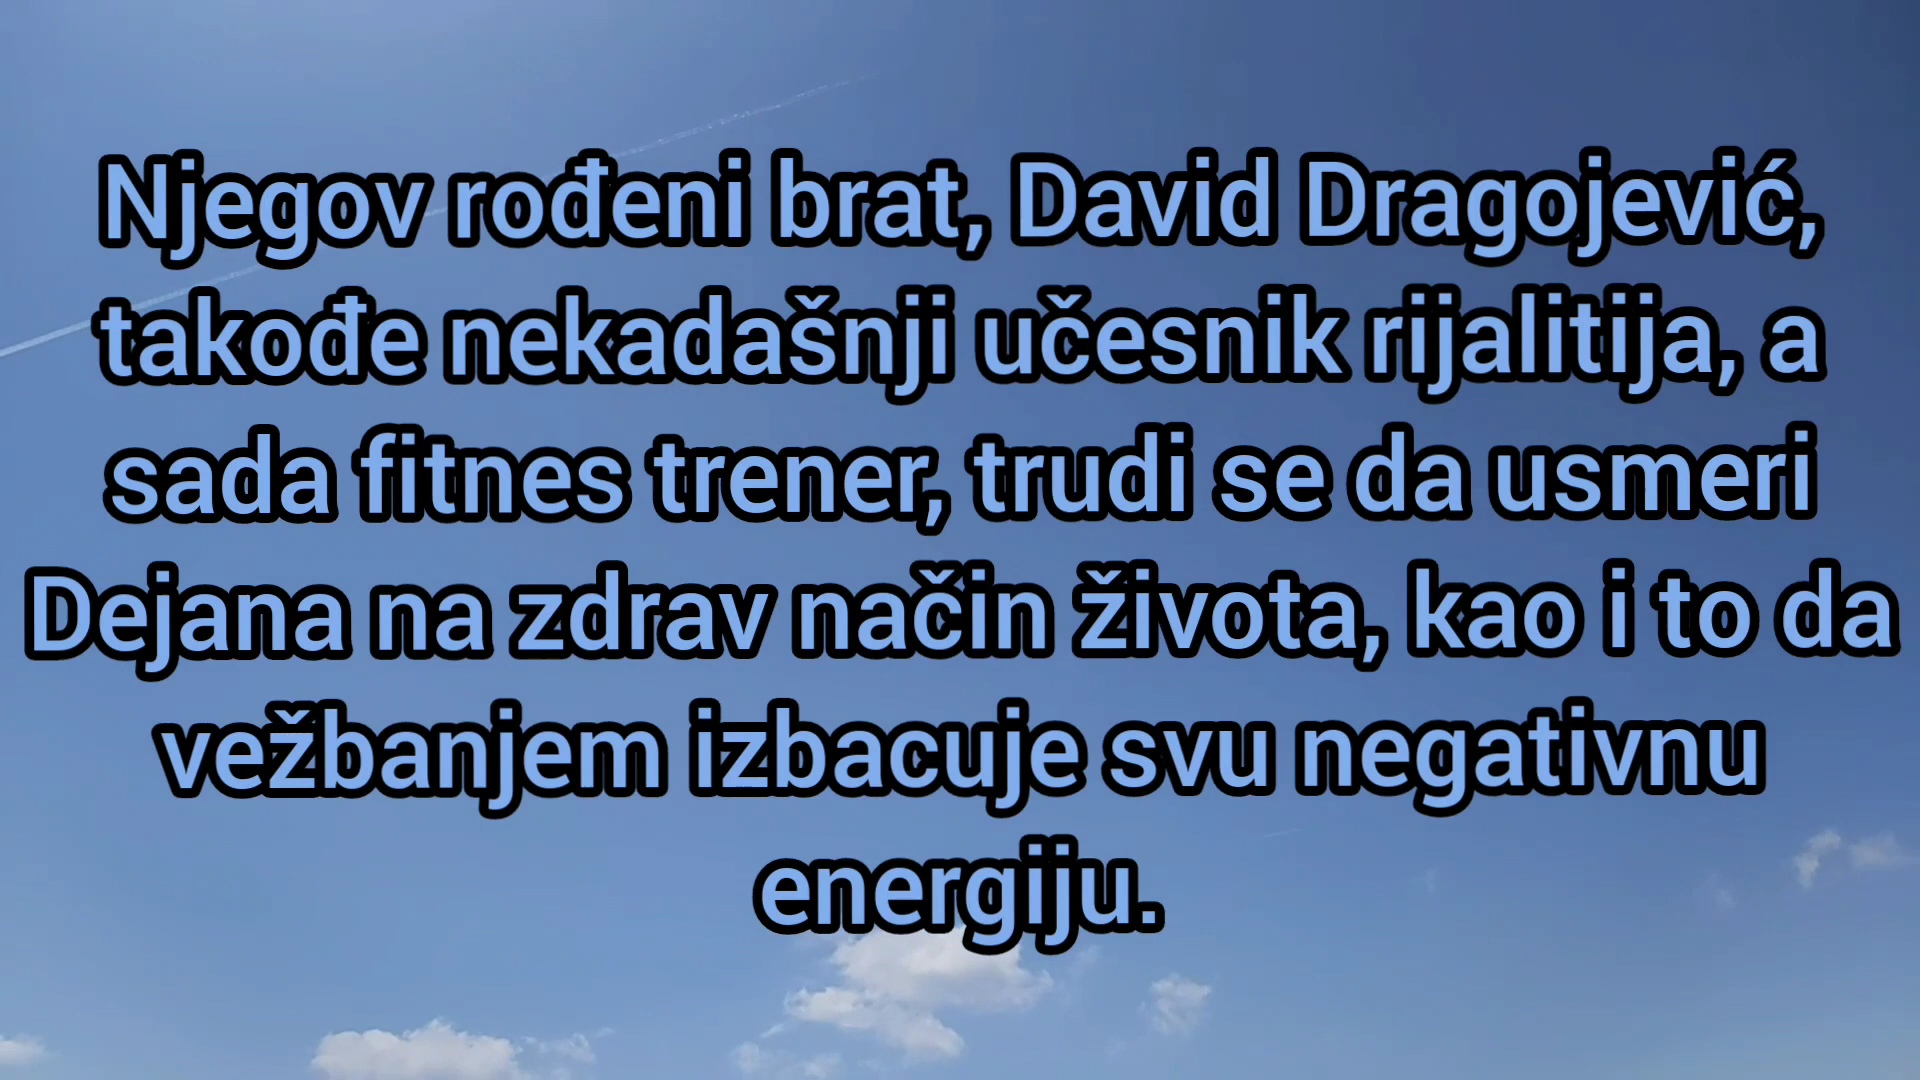 Njegov rođeni brat, David Dragojević,
takođe nekadašnji učesnik rijalitija, a
sada fitnes trener, trudi se da usmeri
Dejana na zdrav način života, kao i to da
vežbanjem izbacuje svu negativnu
energiju.